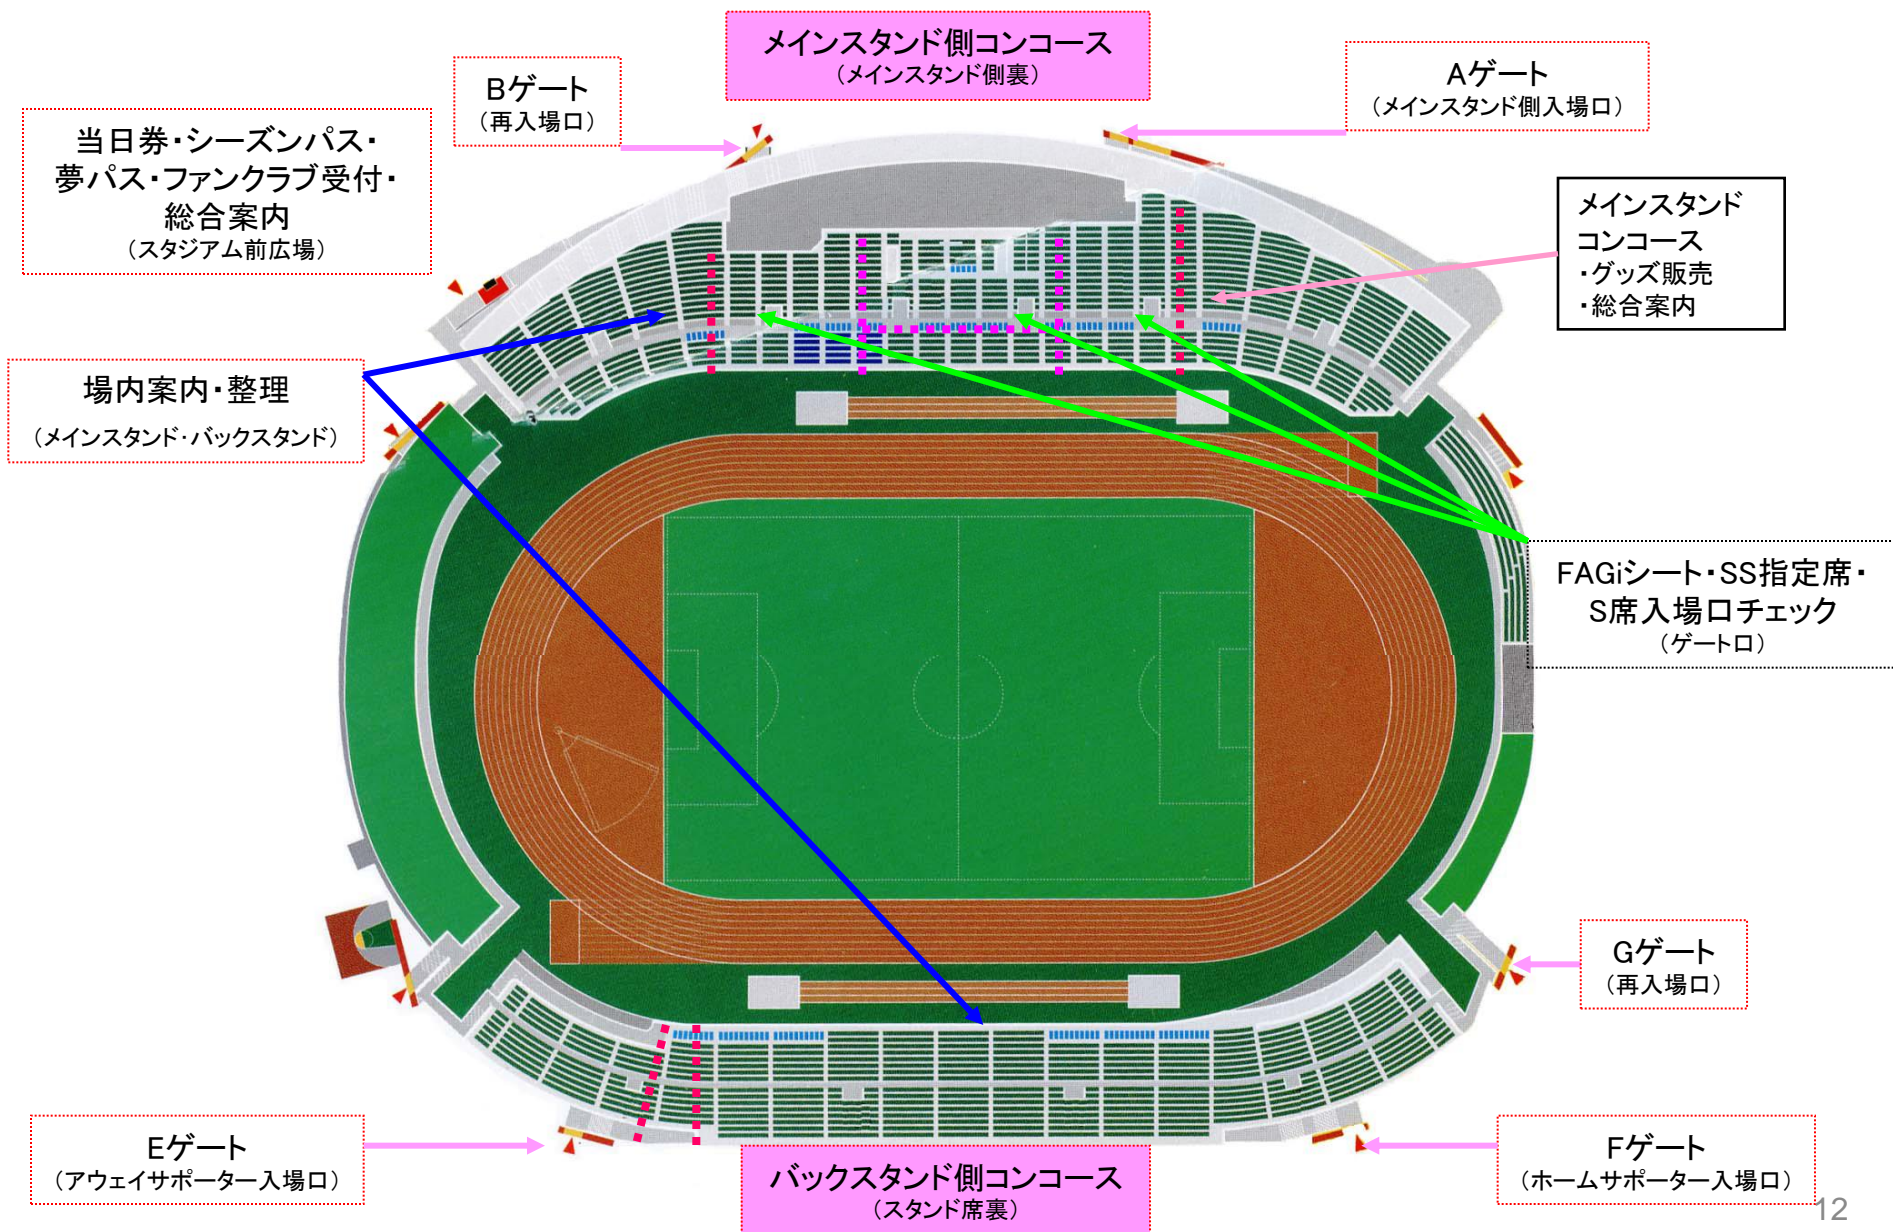 メインスタンド側コンコース
（メインスタンド側裏）
Bゲート
（再入場口）
Aゲート
（メインスタンド側入場口）
当日券・シーズンパス・
夢パス・ファンクラブ受付・
総合案内
（スタジアム前広場）
メインスタンド
コンコース
・グッズ販売
・総合案内
場内案内・整理
（メインスタンド・バックスタンド）
FAGiシート・SS指定席・
S席入場口チェック
（ゲート口）
Gゲート
（再入場口）
Eゲート
（アウェイサポーター入場口）
バックスタンド側コンコース
（スタンド席裏）
Fゲート
（ホームサポーター入場口）
12